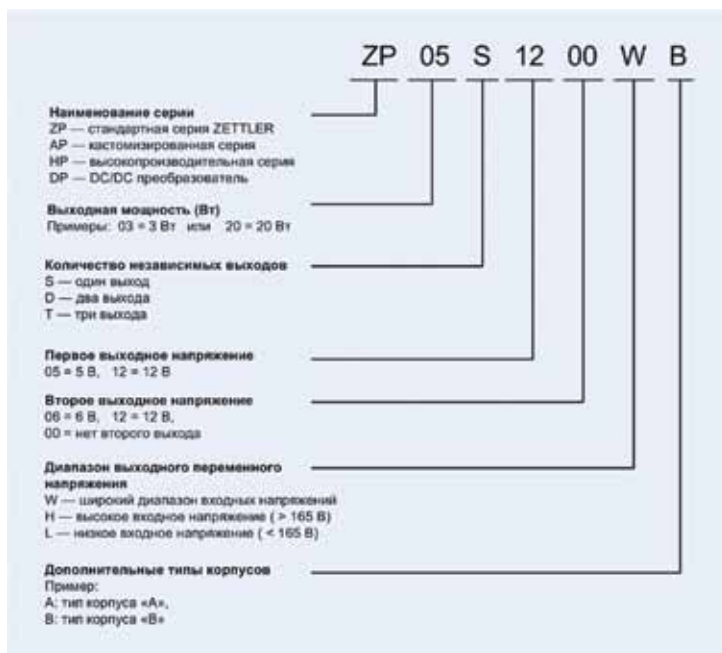 ZP 05 S 12 00 W B
Наименование серии
ZP — стандартная серия ZETTLER
AP — кастомизированная серия
HP — высокопроизводительная серия
DP — DC/DC преобразователь
Выходная мощность (Вт)
Примеры: 03 = 3 Вт или 20 = 20 Вт
Количество независимых выходов
S — один выход
D — два выхода
T — три выхода
Первое выходное напряжение
05 = 5 В, 12 = 12 В
Второе выходное напряжение
06 = 6 В, 12 = 12 В,
00 = нет второго выхода
Диапазон выходного переменного
напряжения
W — широкий диапазон входных напряжений
H — высокое входное напряжение ( > 165 В)
L — низкое входное напряжение ( < 165 В)
Дополнительные типы корпусов
Пример:
A: тип корпуса «A»,
B: тип корпуса «B»